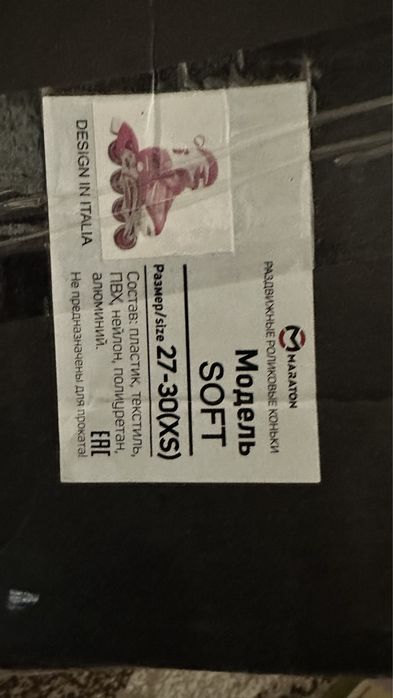 MARATON
РАЗДВИЖНЫЕ РОЛИКОВЫЕ КОНЬКИ
Модель
SOFT
Размер/size 27-30(XS)
Состав: пластик, текстиль,
ПВХ, нейлон, полиуретан,
алюминий.
EAC
Не предназначены для проката!
DESIGN IN ITALIA